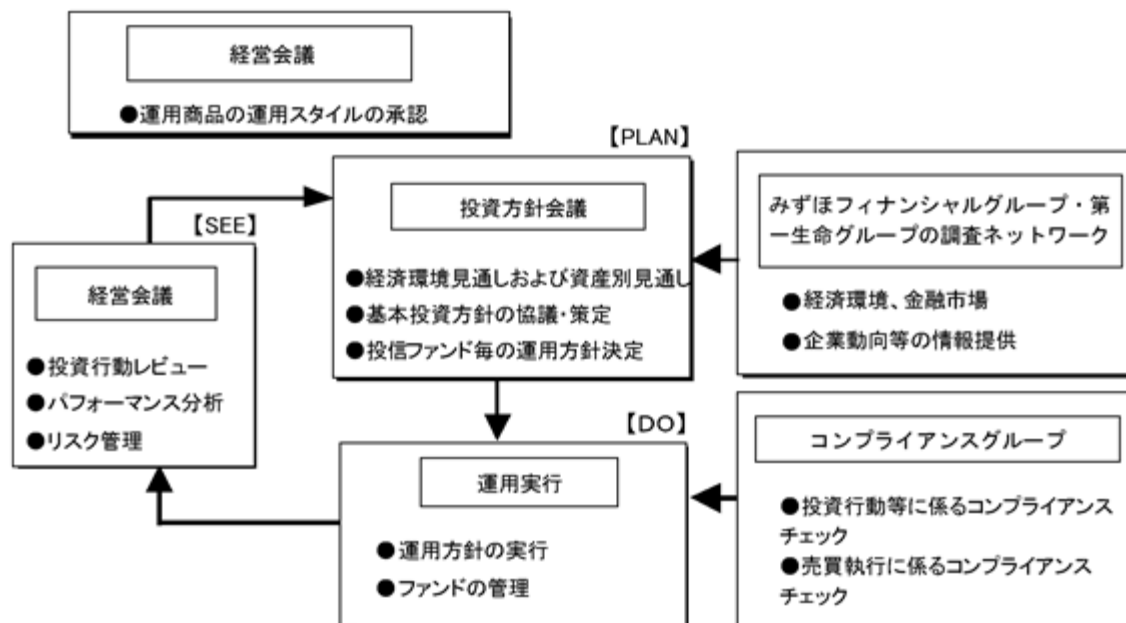 経営会議
●運用商品の運用スタイルの承認
【PLAN】
投資方針会議
●経済環境見通しおよび資産別見通し
●基本投資方針の協議・策定
●投信ファンド毎の運用方針決定
みずほフィナンシャルグループ・第
一生命グループの調査ネットワーク
●経済環境、金融市場
●企業動向等の情報提供
【SEE】
経営会議
●投資行動レビュー
●パフォーマンス分析
●リスク管理
【DO】
運用実行
●運用方針の実行
●ファンドの管理
コンプライアンスグループ
●投資行動等に係るコンプライアンス
チェック
●売買執行に係るコンプライアンス
チェック